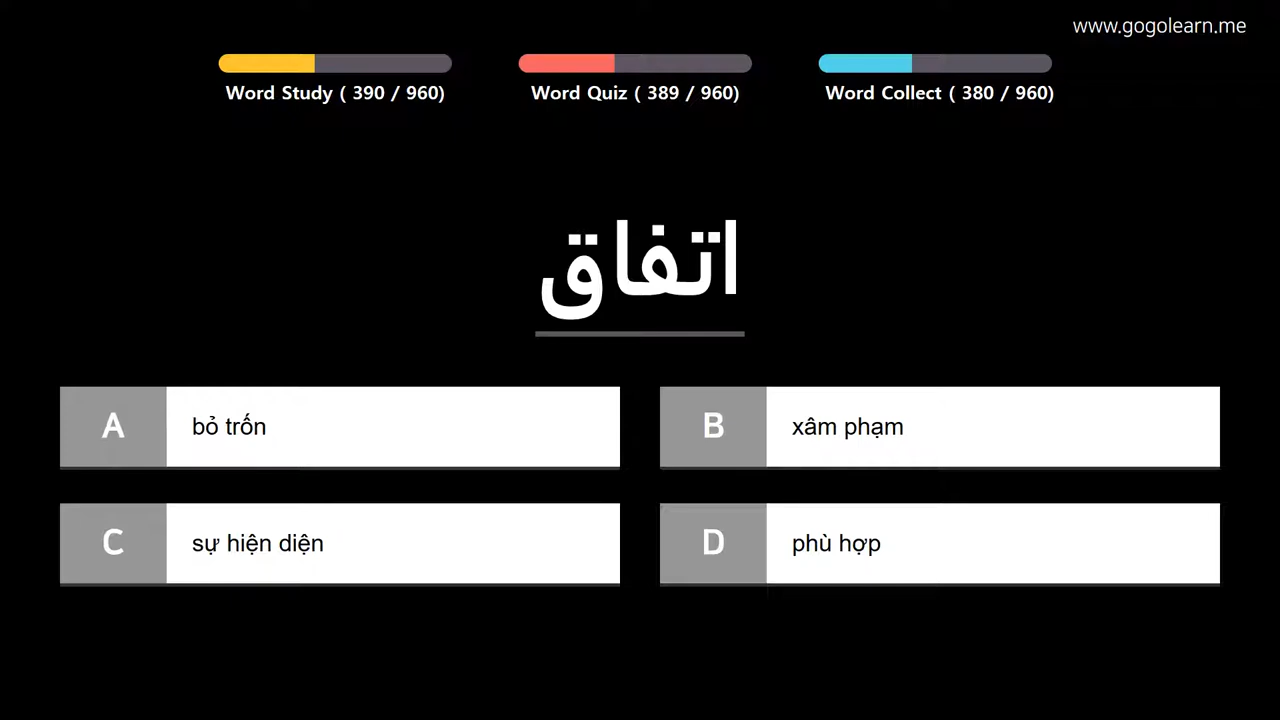 www.gogolearn.me
Word Study ( 390 / 960)
Word Quiz ( 389 / 960)
Word Collect ( 380 / 960)
اتفاق
A
bỏ trốn
B
xâm phạm
C
sự hiện diện
D
phù hợp